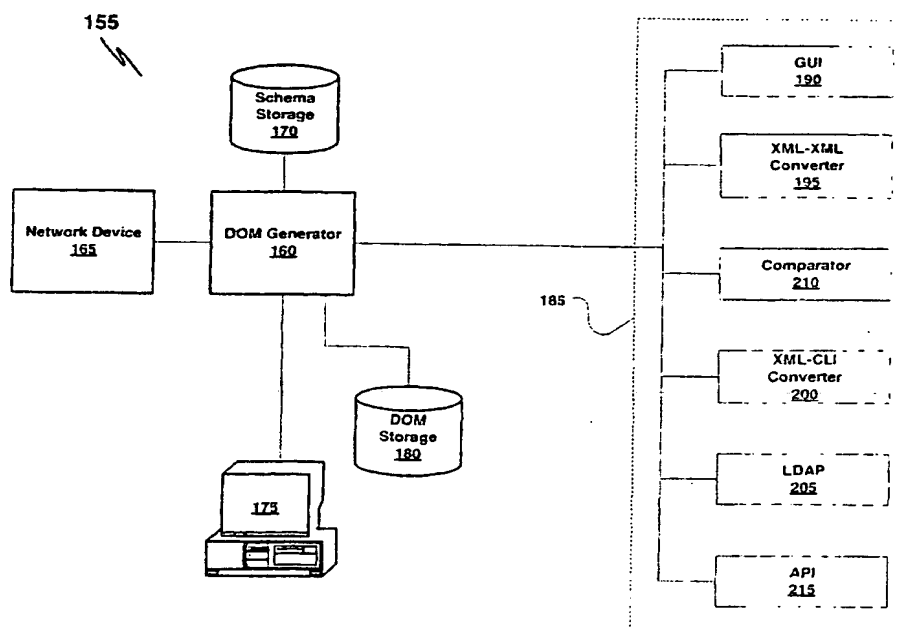 155
Schema
Storage
170
Network Device
165
DOM Generator
160
DOM
Storage
180
175
185
GUI
190
XML-XML
Converter
195
Comparator
210
XML-CLI
Converter
200
LDAP
205
API
215